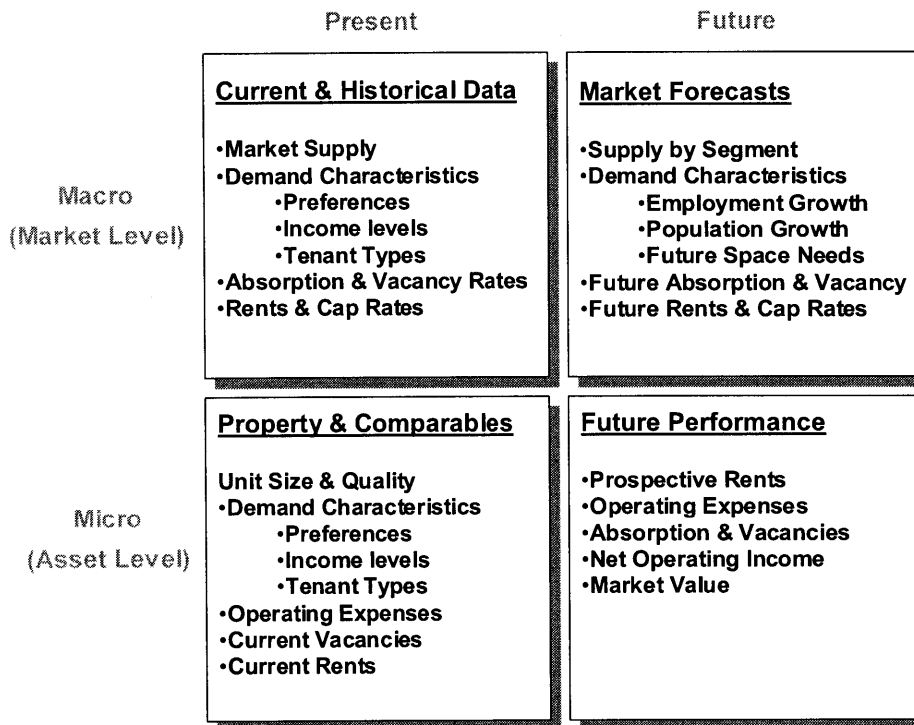 Present
Future
Macro
(Market Level)
Current & Historical Data
•Market Supply
•Demand Characteristics
•Preferences
•Income levels
•Tenant Types
•Absorption & Vacancy Rates
•Rents & Cap Rates
Market Forecasts
•Supply by Segment
•Demand Characteristics
•Employment Growth
•Population Growth
•Future Space Needs
•Future Absorption & Vacancy
•Future Rents & Cap Rates
Micro
(Asset Level)
Property & Comparables
Unit Size & Quality
•Demand Characteristics
•Preferences
•Income levels
•Tenant Types
•Operating Expenses
•Current Vacancies
•Current Rents
Future Performance
•Prospective Rents
•Operating Expenses
•Absorption & Vacancies
•Net Operating Income
•Market Value